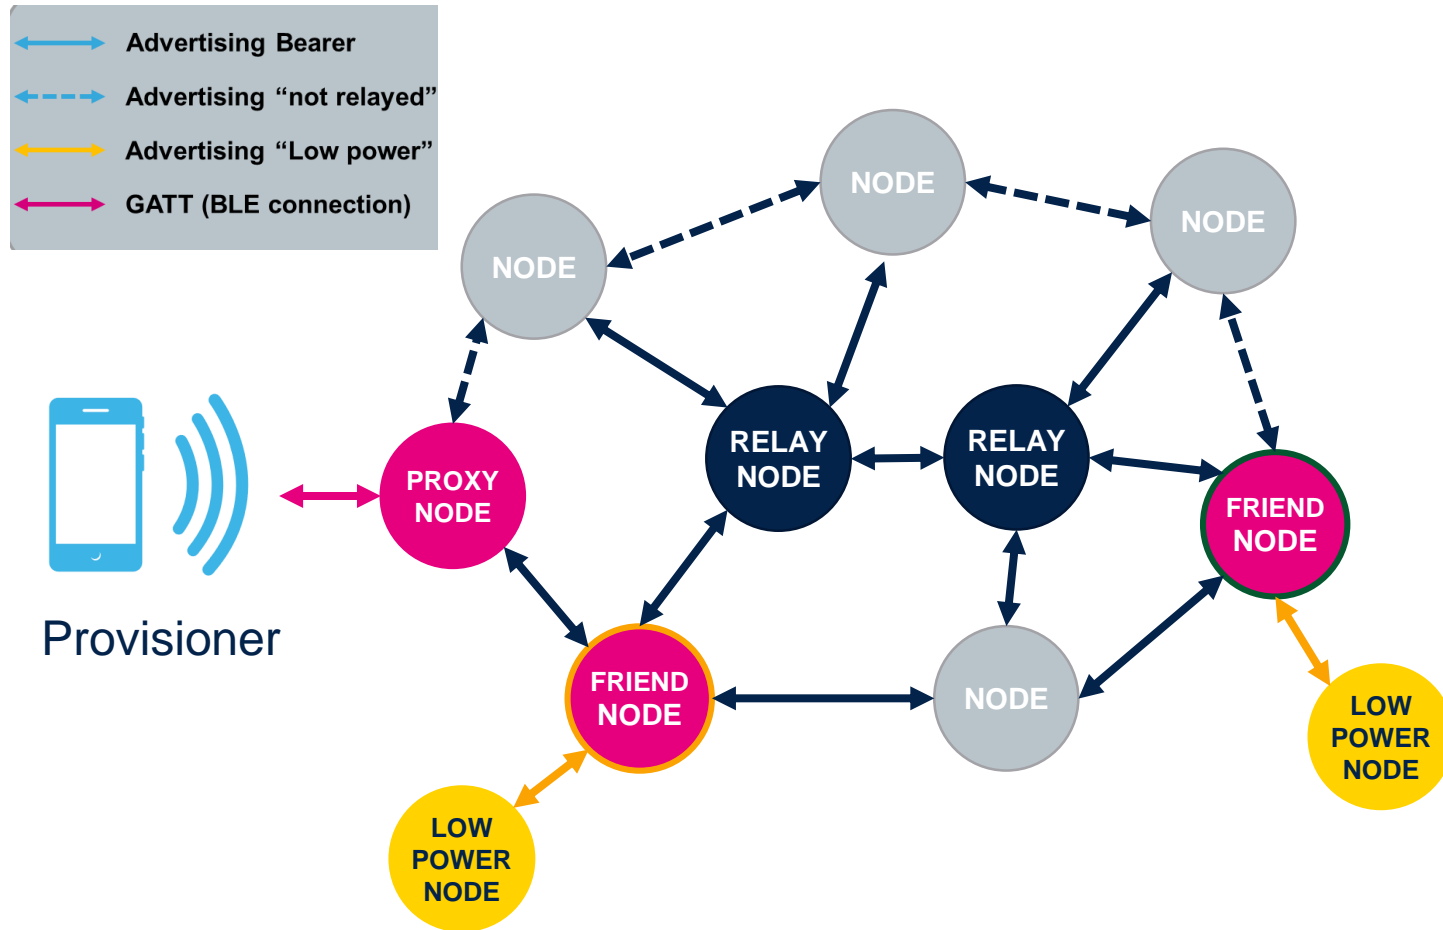 Advertising Bearer
Advertising “not relayed”
Advertising “Low power”
GATT (BLE connection)
NODE
NODE
NODE
RELAY
NODE
RELAY
NODE
PROXY
NODE
FRIEND
NODE
Provisioner
FRIEND
NODE
NODE
LOW
POWER
NODE
LOW
POWER
NODE